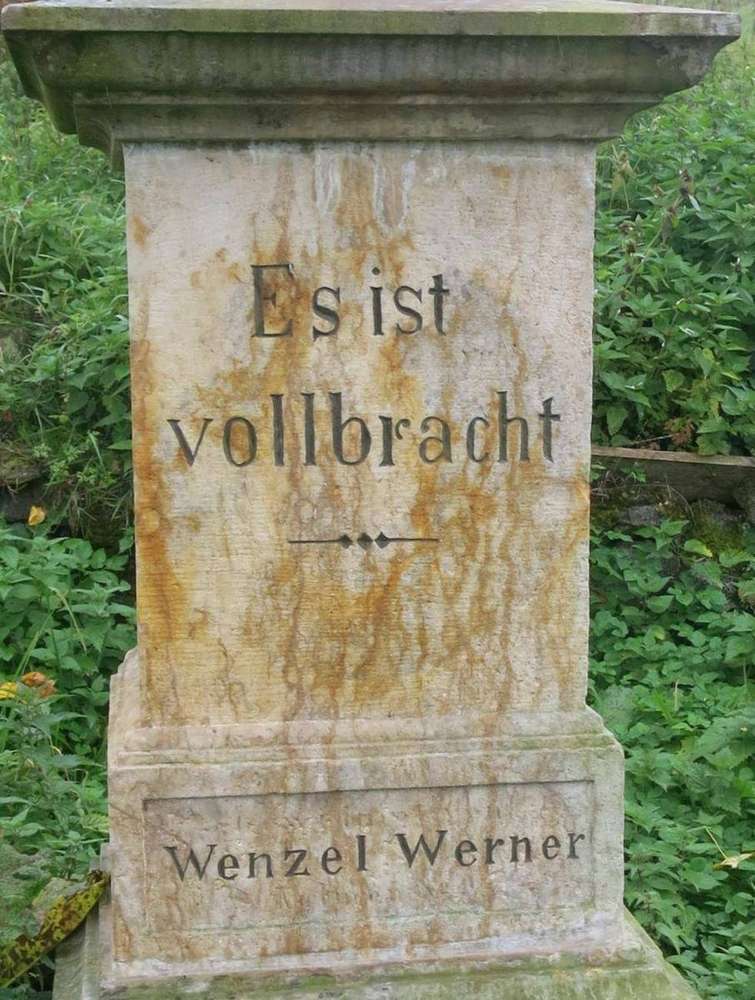 Es ist
vollbracht
Wenzel Werner